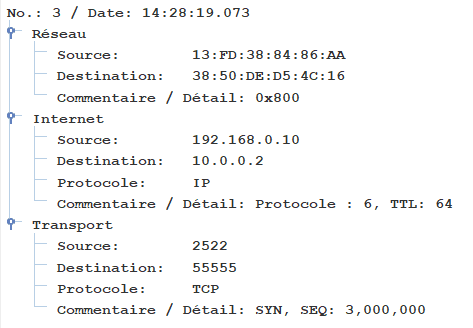 No.: 3 / Date: 14:28:19.073
Réseau
Source: 13:FD:38:84:86:AA
Destination: 38:50:DE:D5:4C:16
Commentaire / Détail: 0x800
Internet
Source: 192.168.0.10
Destination: 10.0.0.2
Protocole: IP
Commentaire / Détail: Protocole : 6, TTL: 64
Transport
Source: 2522
Destination: 55555
Protocole: TCP
Commentaire / Détail: SYN, SEQ: 3,000,000